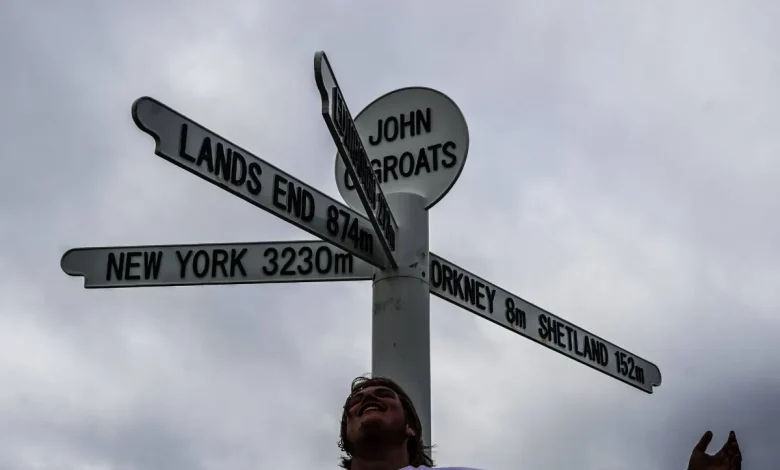 JOHN
O'GROATS
LANDS END 874m
NEW YORK 3230m
ORKNEY 8m SHETLAND 152m